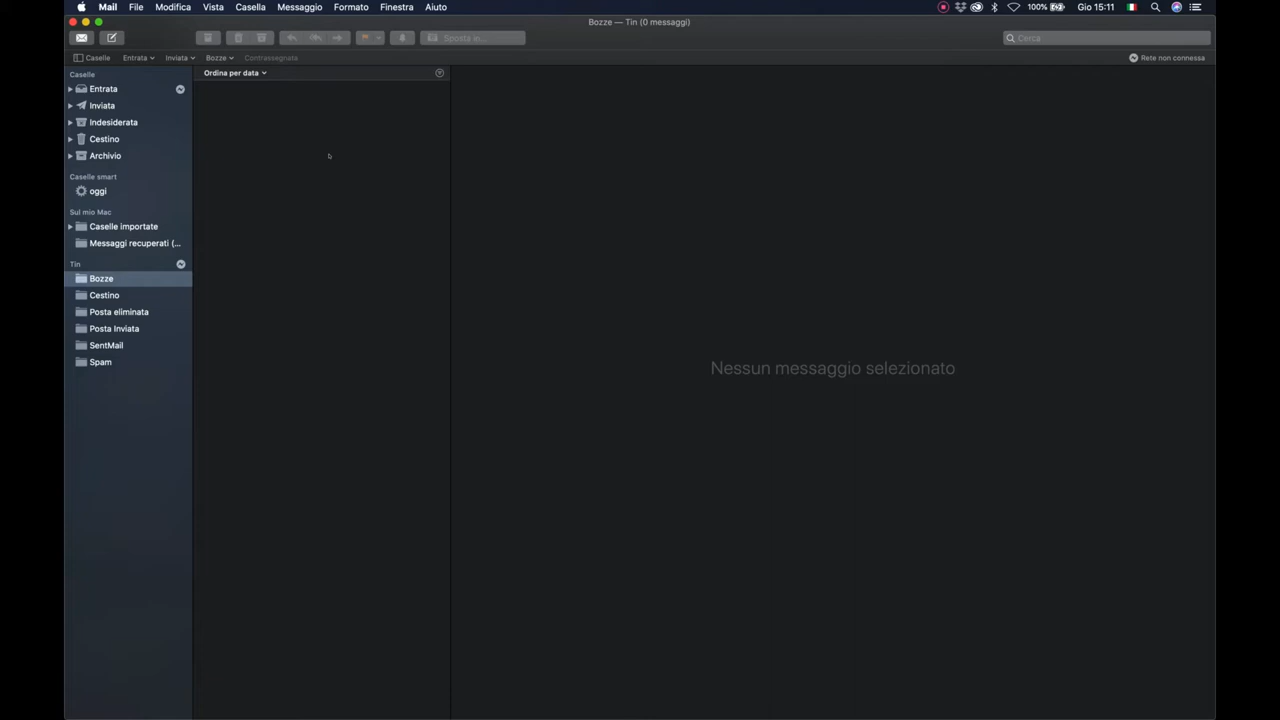 Mail File Modifica Vista Casella Messaggio Formato Finestra Aiuto 100% Gio 15:11
Bozze — Tin (0 messaggi)
Sposta in... Cerca
Caselle Entrata Inviata Bozze Contrassegnata Rete non connessa
Caselle
Ordina per data
Entrata
Inviata
Indesiderata
Cestino
Archivio
Caselle smart
oggi
Sul mio Mac
Caselle importate
Messaggi recuperati (...
Tin
Bozze
Cestino
Posta eliminata
Posta Inviata
SentMail
Spam
Nessun messaggio selezionato